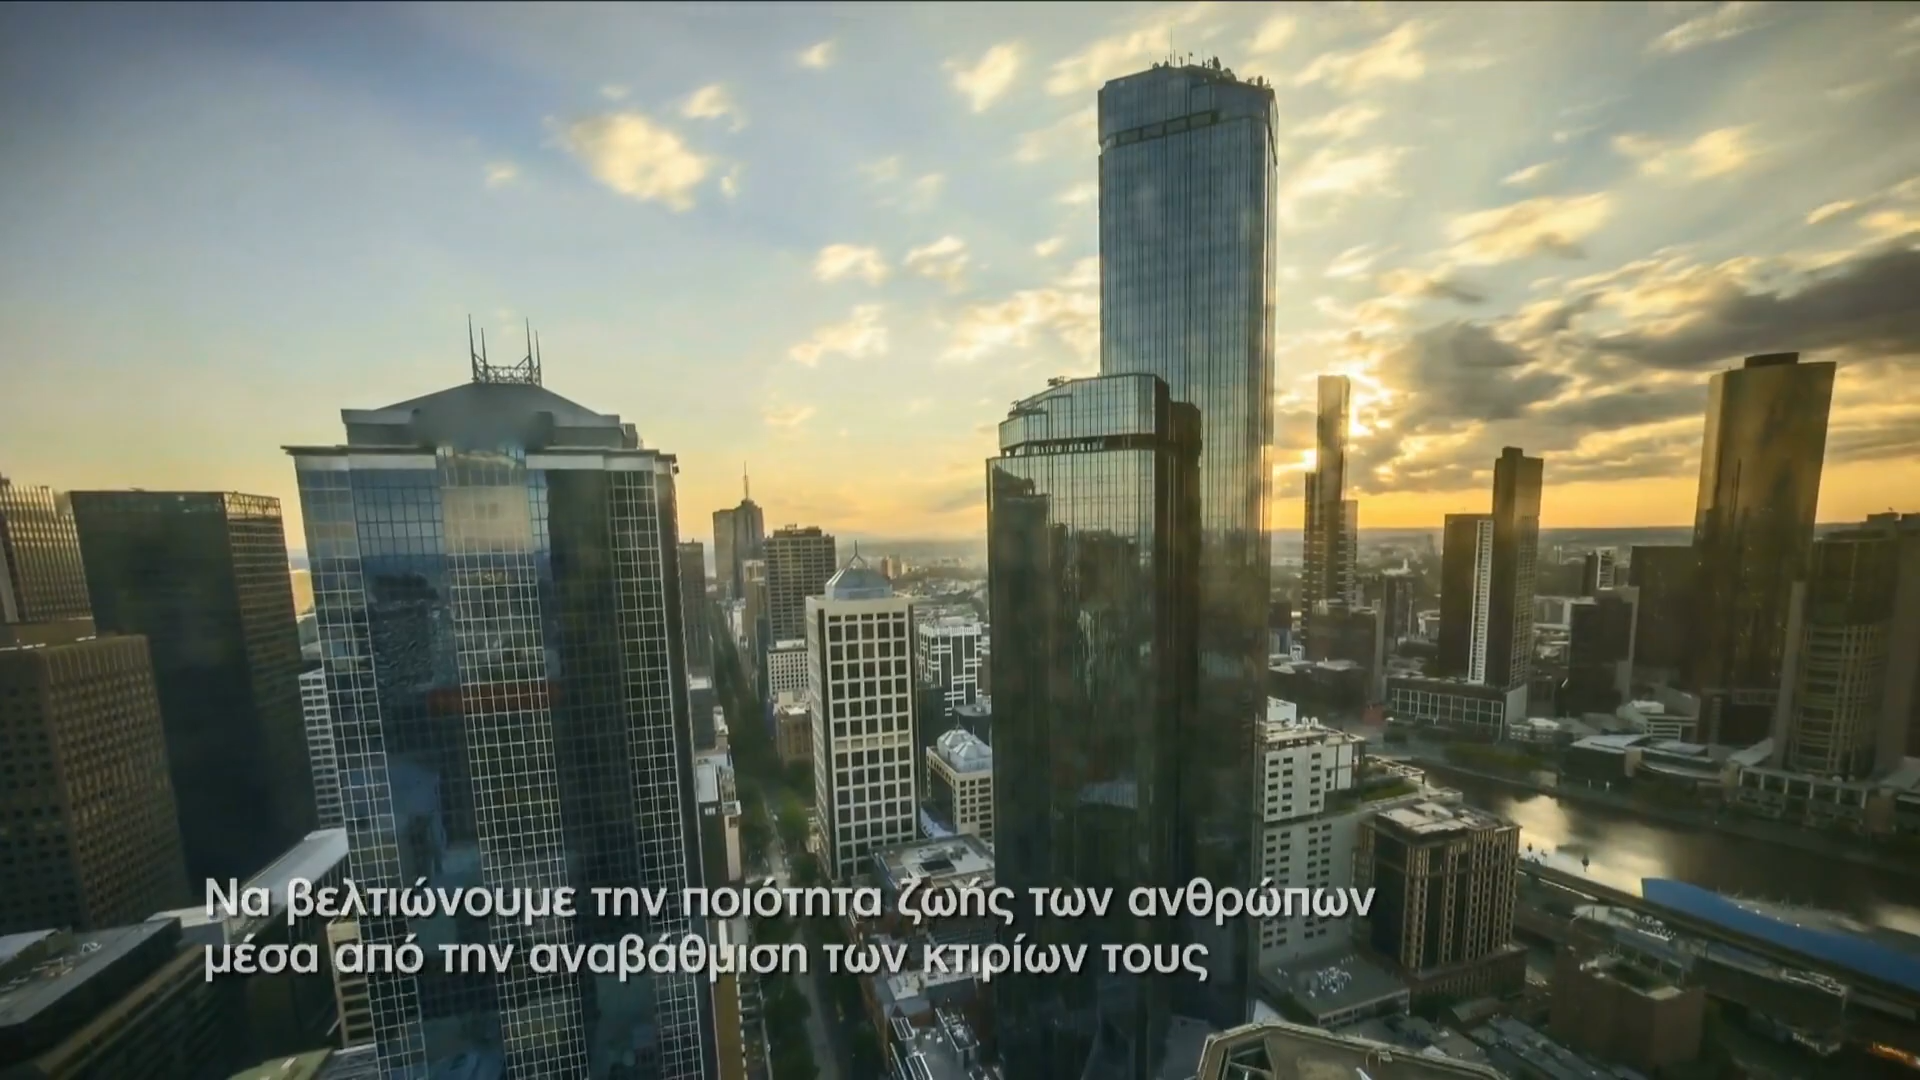 Να βελτιώνουμε την ποιότητα ζωής των ανθρώπων
μέσα από την αναβάθμιση των κτιρίων τους